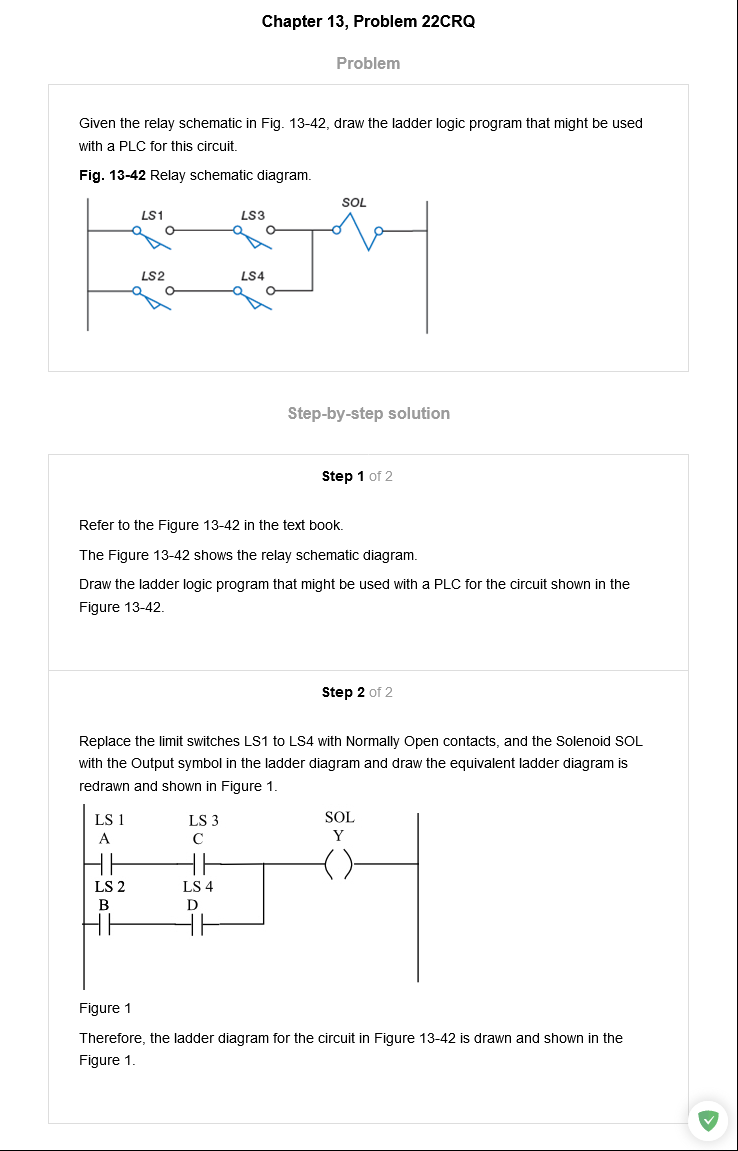 Chapter 13, Problem 22CRQ
Problem
Given the relay schematic in Fig. 13-42, draw the ladder logic program that might be used
with a PLC for this circuit.
Fig. 13-42 Relay schematic diagram.
SOL
LS1 LS3
LS2 LS4
Step-by-step solution
Step 1 of 2
Refer to the Figure 13-42 in the text book.
The Figure 13-42 shows the relay schematic diagram.
Draw the ladder logic program that might be used with a PLC for the circuit shown in the
Figure 13-42.
Step 2 of 2
Replace the limit switches LS1 to LS4 with Normally Open contacts, and the Solenoid SOL
with the Output symbol in the ladder diagram and draw the equivalent ladder diagram is
redrawn and shown in Figure 1.
LS 1 LS 3 SOL
A C Y
LS 2 LS 4
B D
Figure 1
Therefore, the ladder diagram for the circuit in Figure 13-42 is drawn and shown in the
Figure 1.